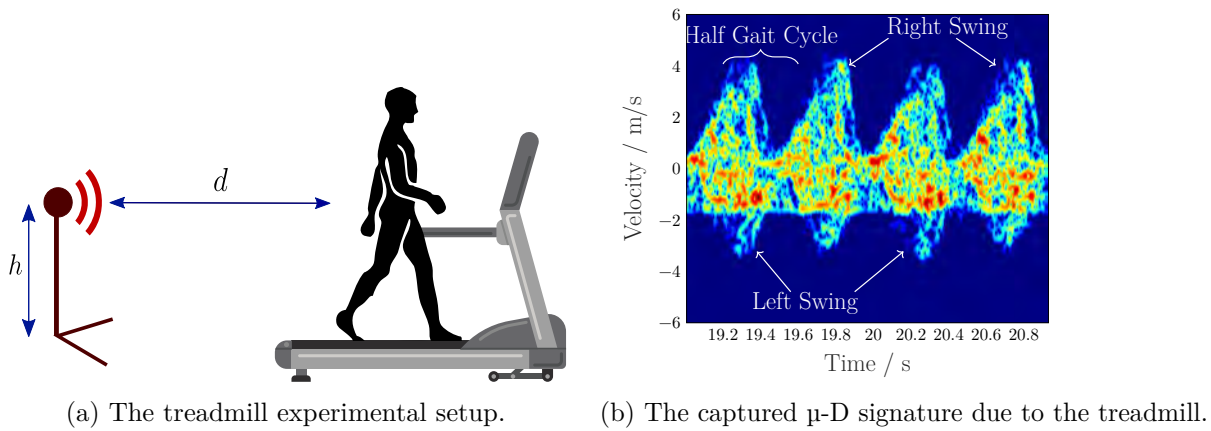 d
h
(a) The treadmill experimental setup.
6
4
2
0
−2
−4
−6
Velocity / m/s
Half Gait Cycle
Right Swing
Left Swing
19.2 19.4 19.6 19.8 20 20.2 20.4 20.6 20.8
Time / s
(b) The captured µ-D signature due to the treadmill.